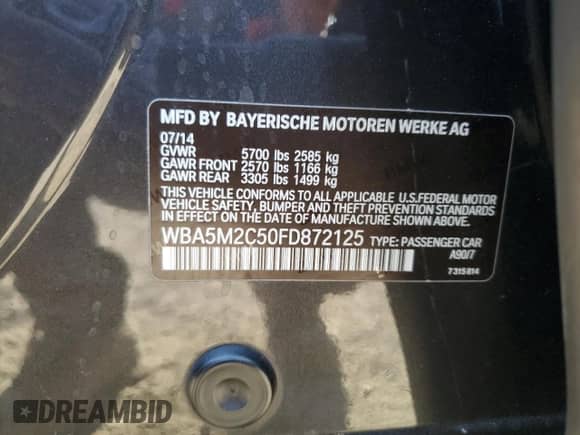 MFD BY BAYERISCHE MOTOREN WERKE AG
07/14
GVWR 5700 lbs 2585 kg
GAWR FRONT 2570 lbs 1166 kg
GAWR REAR 3305 lbs 1499 kg
THIS VEHICLE CONFORMS TO ALL APPLICABLE U.S.FEDERAL MOTOR
VEHICLE SAFETY, BUMPER AND THEFT PREVENTION STANDARDS
IN EFFECT ON THE DATE OF MANUFACTURE SHOWN ABOVE.
WBA5M2C50FD872125 TYPE: PASSENGER CAR
A90/7
7315814
DREAMBID